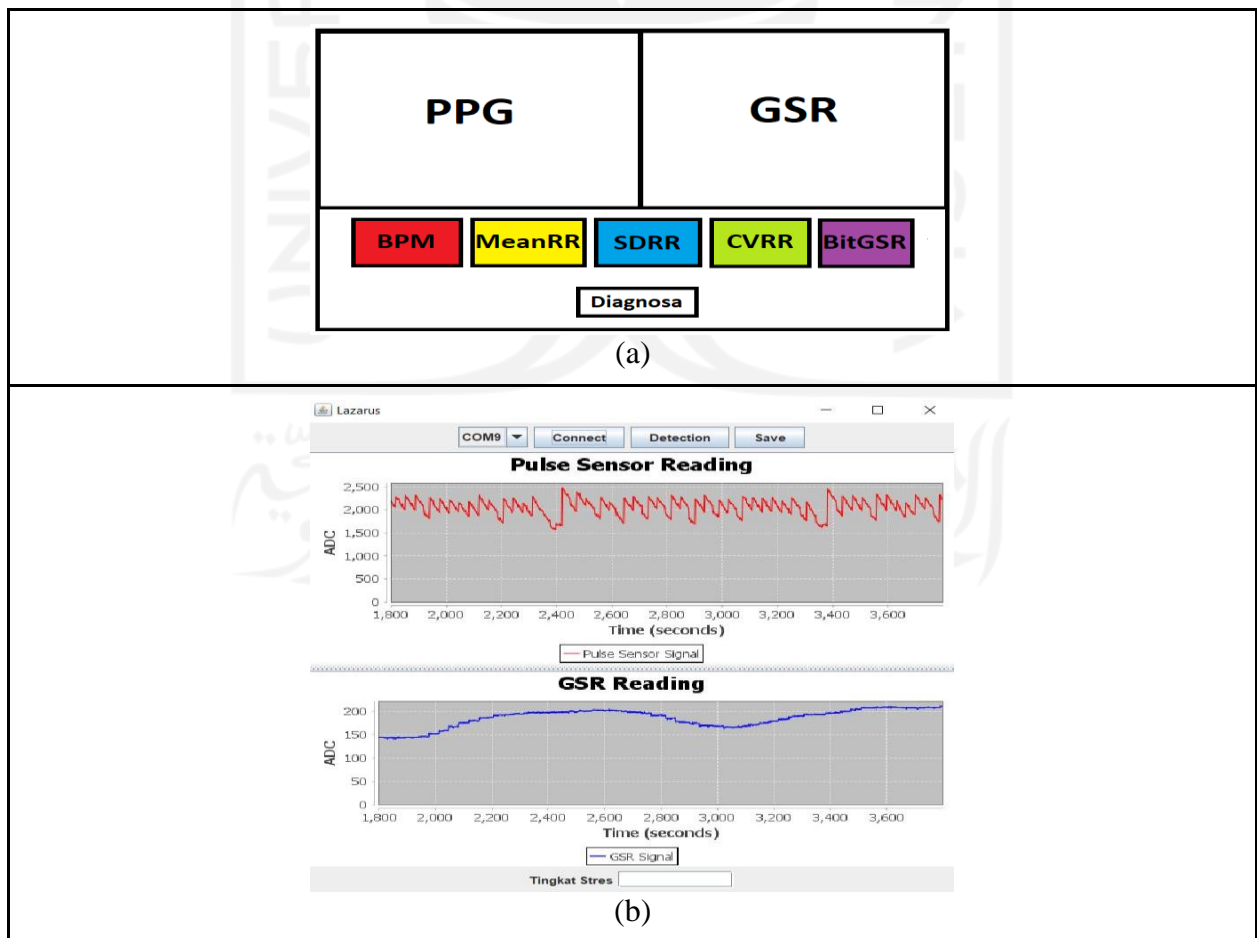 PPG GSR
BPM MeanRR SDRR CVRR BitGSR
Diagnosa
(a)
Lazarus
COM9 Connect Detection Save
Pulse Sensor Reading
2,500
2,000
1,500
1,000
500
0
ADC
1,800 2,000 2,200 2,400 2,600 2,800 3,000 3,200 3,400 3,600
Time (seconds)
Pulse Sensor Signal
GSR Reading
200
150
100
50
0
ADC
1,800 2,000 2,200 2,400 2,600 2,800 3,000 3,200 3,400 3,600
Time (seconds)
GSR Signal
Tingkat Stres
(b)